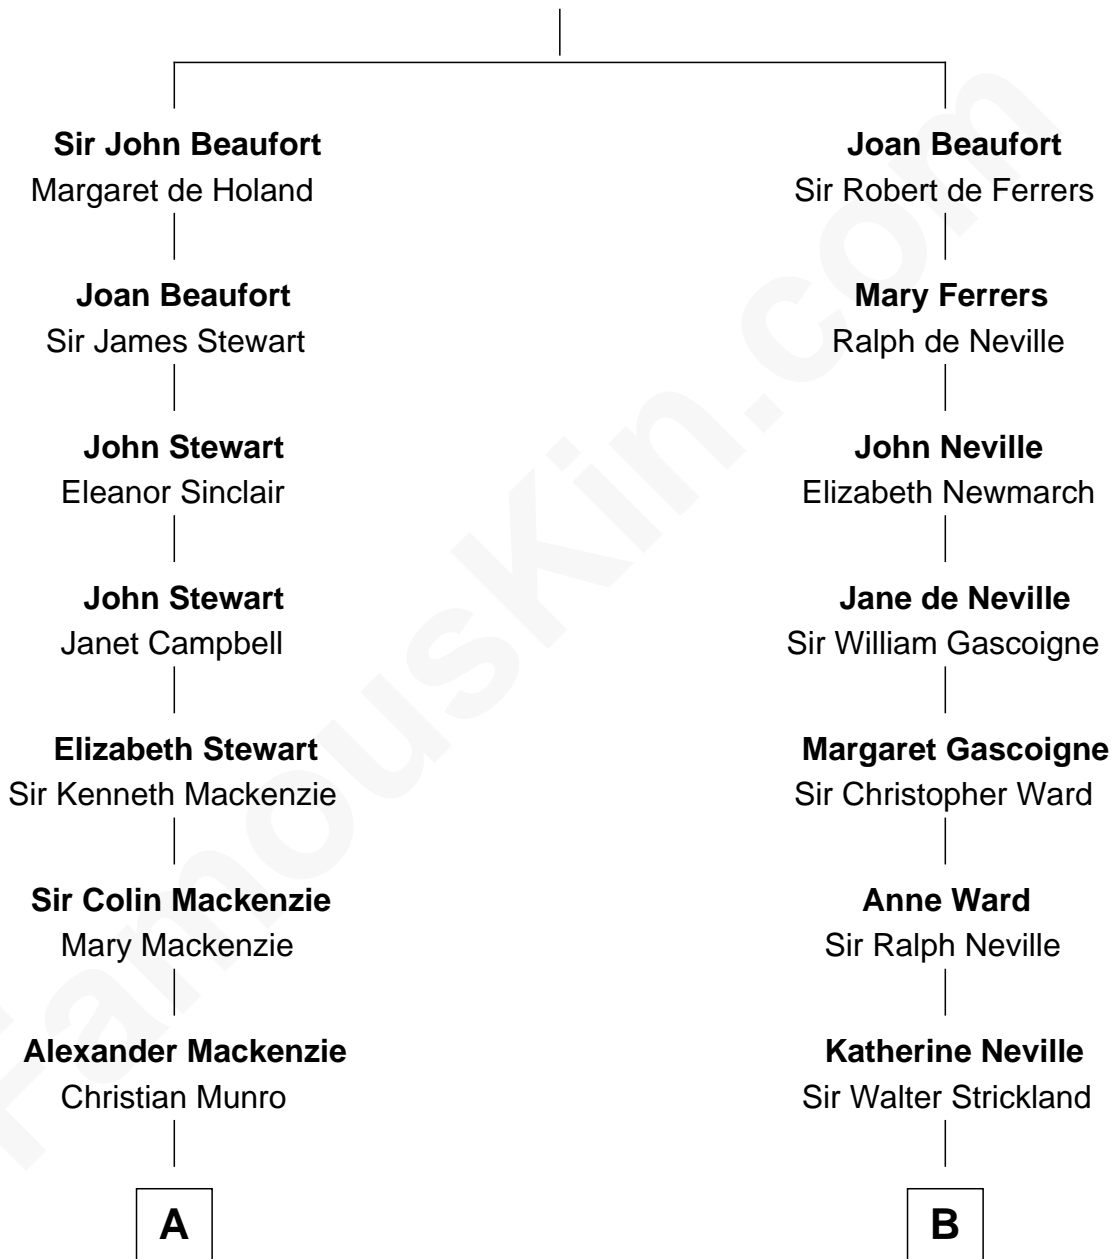 Sir John Beaufort
Margaret de Holand
Joan Beaufort
Sir James Stewart
John Stewart
Eleanor Sinclair
John Stewart
Janet Campbell
Elizabeth Stewart
Sir Kenneth Mackenzie
Sir Colin Mackenzie
Mary Mackenzie
Alexander Mackenzie
Christian Munro
A
Joan Beaufort
Sir Robert de Ferrers
Mary Ferrers
Ralph de Neville
John Neville
Elizabeth Newmarch
Jane de Neville
Sir William Gascoigne
Margaret Gascoigne
Sir Christopher Ward
Anne Ward
Sir Ralph Neville
Katherine Neville
Sir Walter Strickland
B
FamousKin.com